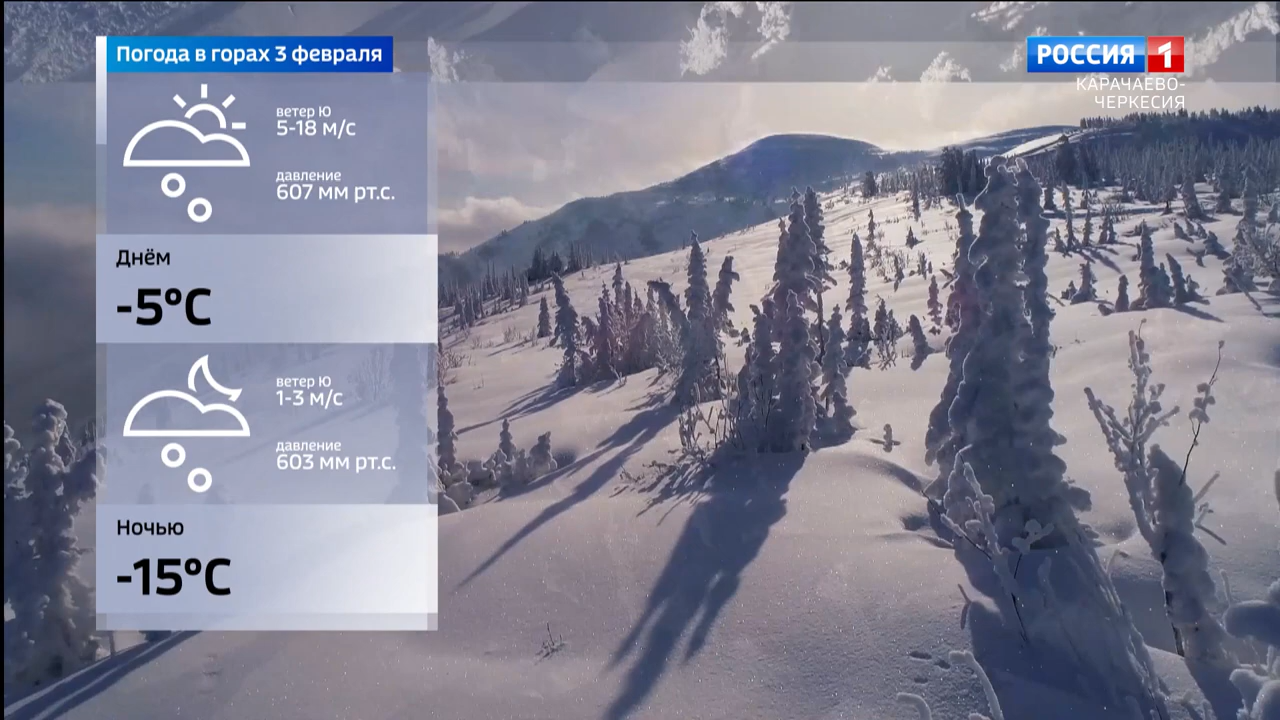 Погода в горах 3 февраля
РОССИЯ 1
КАРАЧАЕВО-
ЧЕРКЕСИЯ
ветер Ю
5-18 м/с
давление
607 мм рт.с.
Днём
-5°C
ветер Ю
1-3 м/с
давление
603 мм рт.с.
Ночью
-15°C